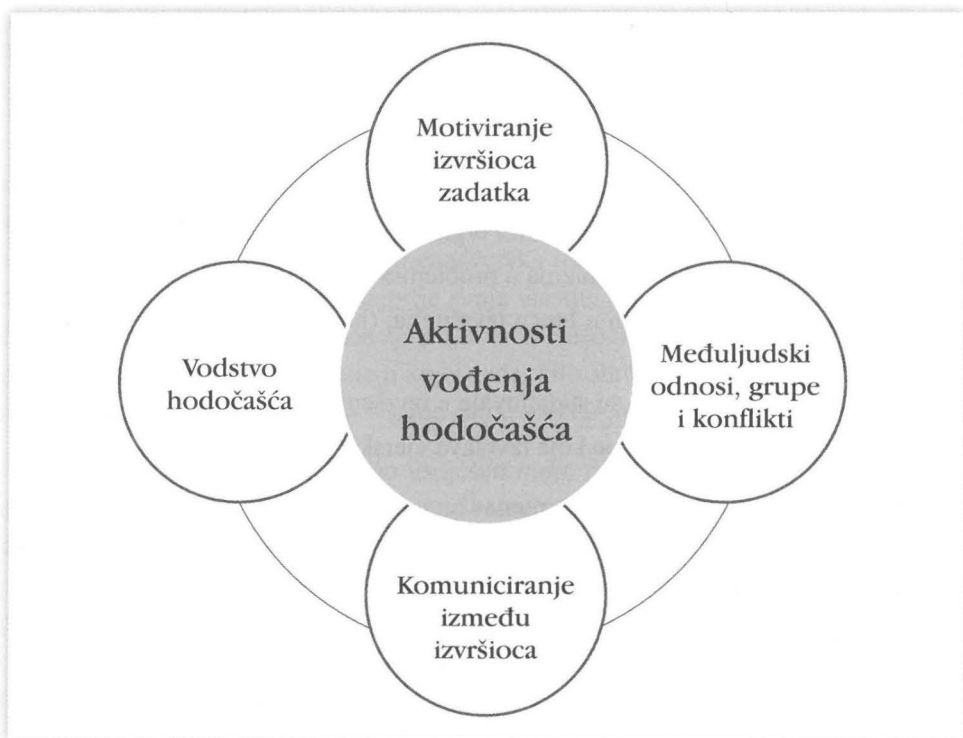 Motiviranje
izvršioca
zadatka
Vodstvo
hodočašća
Aktivnosti
vođenja
hodočašća
Međuljudski
odnosi, grupe
i konflikti
Komuniciranje
između
izvršioca